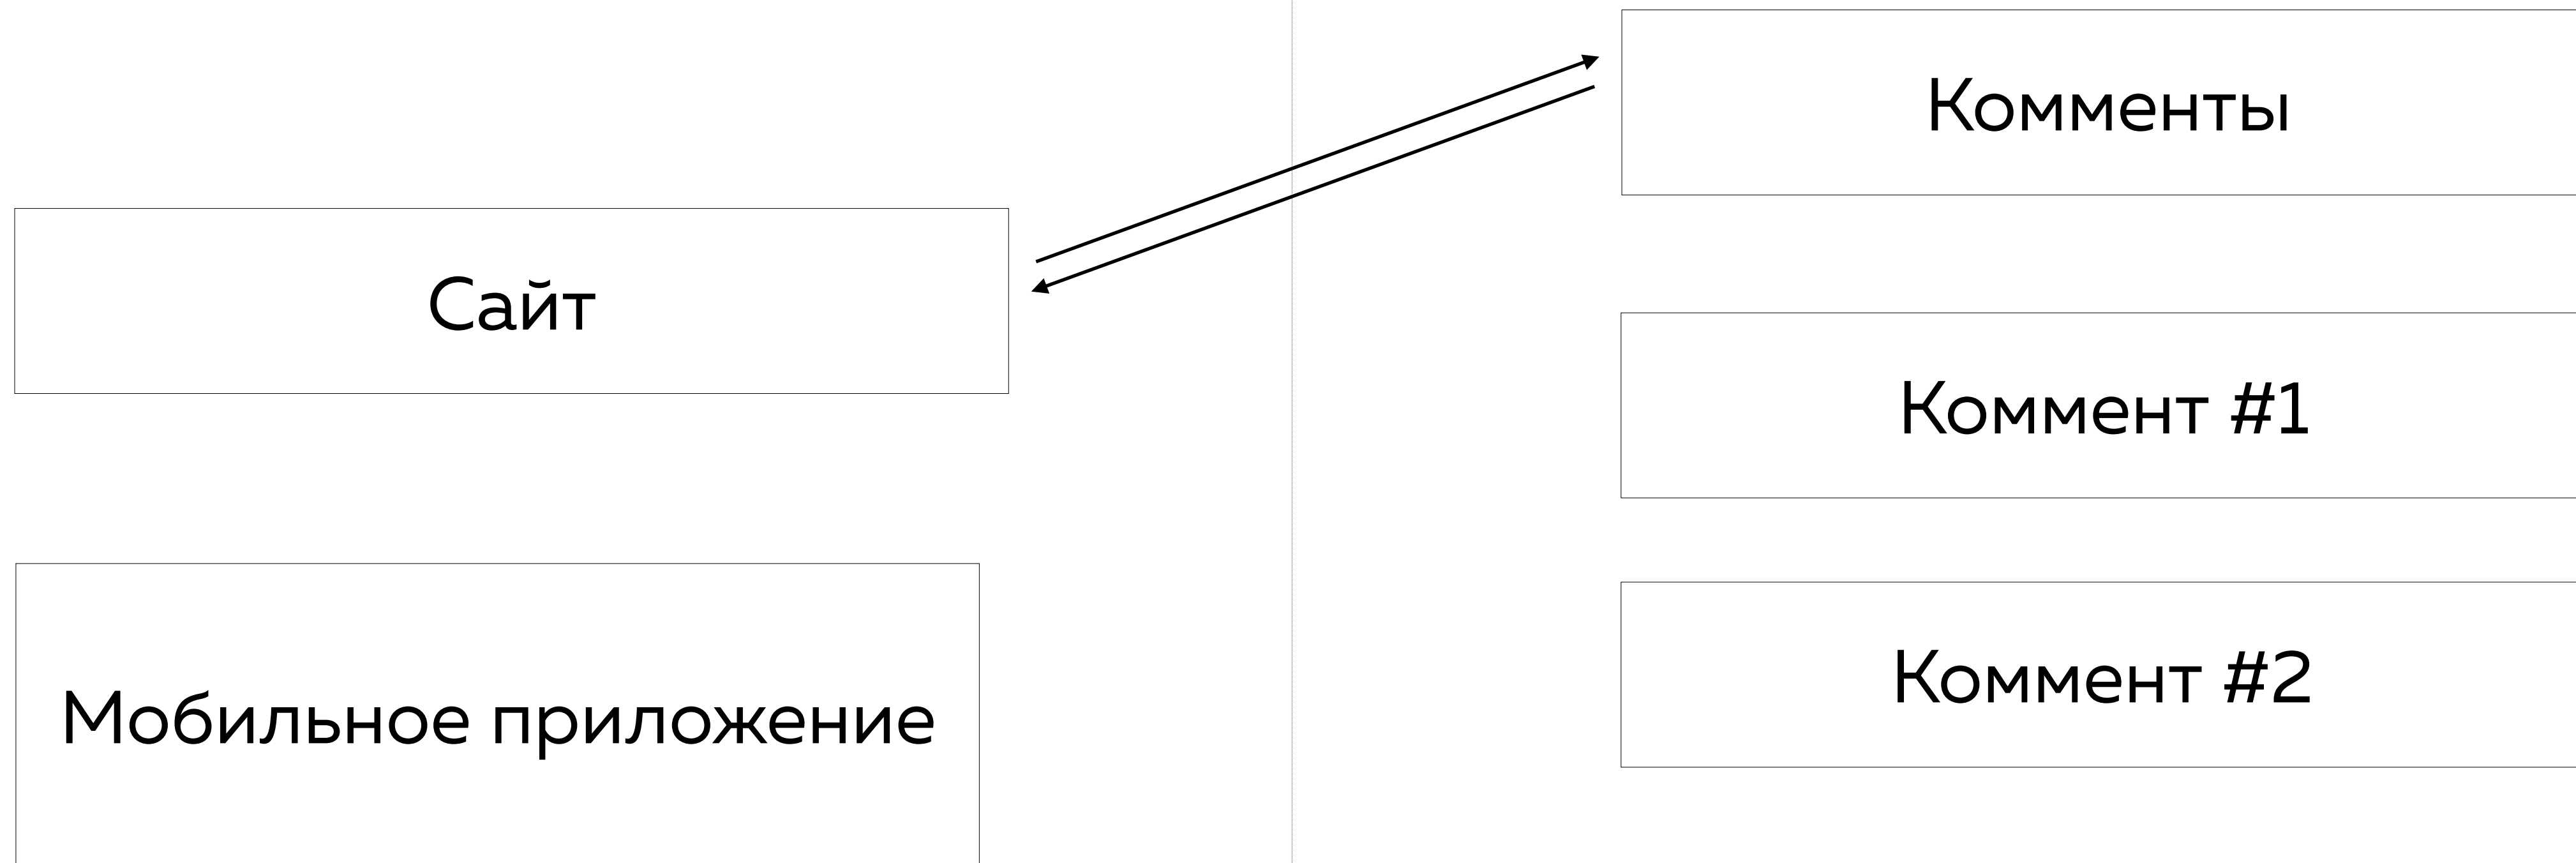 Сайт
Мобильное приложение
Комменты
Коммент #1
Коммент #2